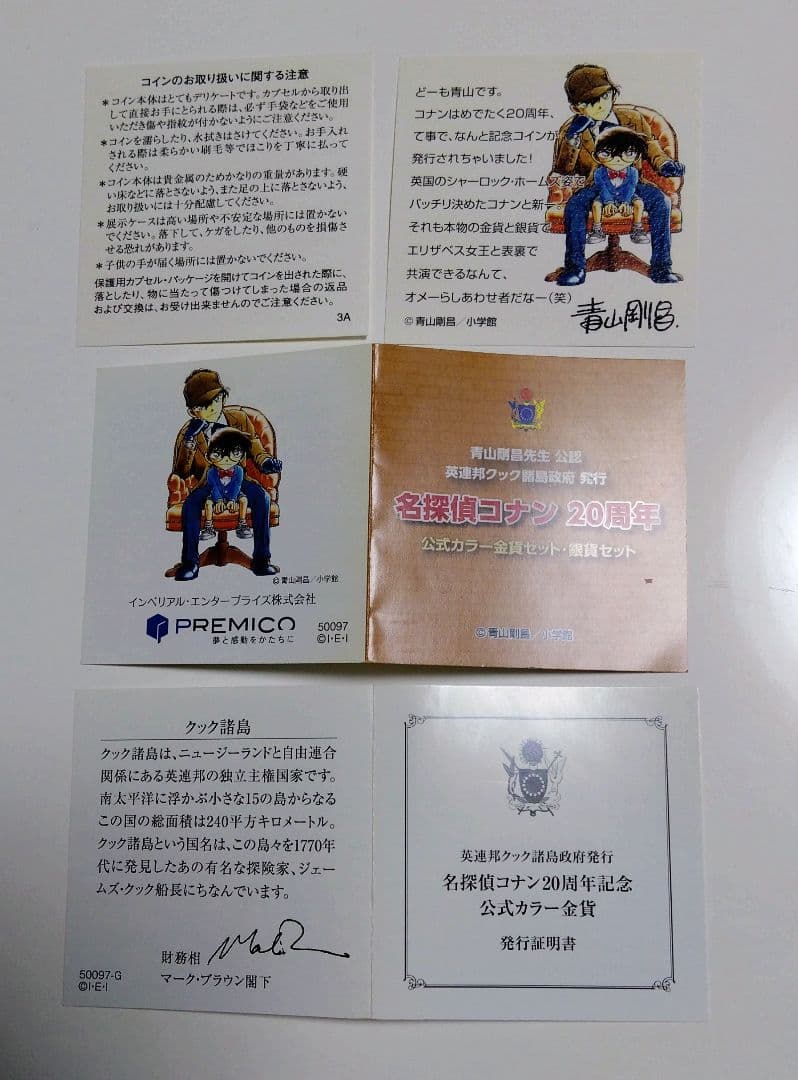 コインのお取り扱いに関する注意
＊コイン本体はとてもデリケートです。カプセルから取り出
して直接お手にとられる際は、必ず手袋などをご使用
いただき傷や指紋が付かないようにご注意ください。
＊コインを濡らしたり、水拭きはさけてください。お手入れ
される際は柔らかい刷毛等でほこりを丁寧に払って
ください。
＊コイン本体は貴金属のためかなりの重量があります。硬
い床などに落とさないよう、また足の上に落とさないよう、
お取り扱いには十分配慮してください。
＊展示ケースは高い場所や不安定な場所には置かない
でください。落下して、ケガをしたり、他のものを損傷さ
せる恐れがあります。
＊子供の手が届く場所には置かないでください。
保護用カプセル・パッケージを開けてコインを出された際に、
落としたり、物に当たって傷つけてしまった場合の返品
および交換は、お受け出来ませんのでご注意ください。
3A
どーも青山です。
コナンはめでたく20周年、
て事で、なんと記念コインが
発行されちゃいました！
英国のシャーロック・ホームズ姿で
バッチリ決めたコナンと新一。
それも本物の金貨と銀貨で
エリザベス女王と表裏で
共演できるなんて、
オメーらしあわせ者だなー(笑)
©青山剛昌／小学館
青山剛昌.
©青山剛昌／小学館
インペリアル・エンタープライズ株式会社
PREMICO
夢と感動をかたちに
50097
©I・E・I
青山剛昌先生 公認
英連邦クック諸島政府 発行
名探偵コナン 20周年
公式カラー金貨セット・銀貨セット
©青山剛昌／小学館
クック諸島
クック諸島は、ニュージーランドと自由連合
関係にある英連邦の独立主権国家です。
南太平洋に浮かぶ小さな15の島からなる
この国の総面積は240平方キロメートル。
クック諸島という国名は、この島々を1770年
代に発見したあの有名な探険家、ジェー
ムズ・クック船長にちなんでいます。
財務相
マーク・ブラウン閣下
50097-G
©I・E・I
英連邦クック諸島政府発行
名探偵コナン20周年記念
公式カラー金貨
発行証明書